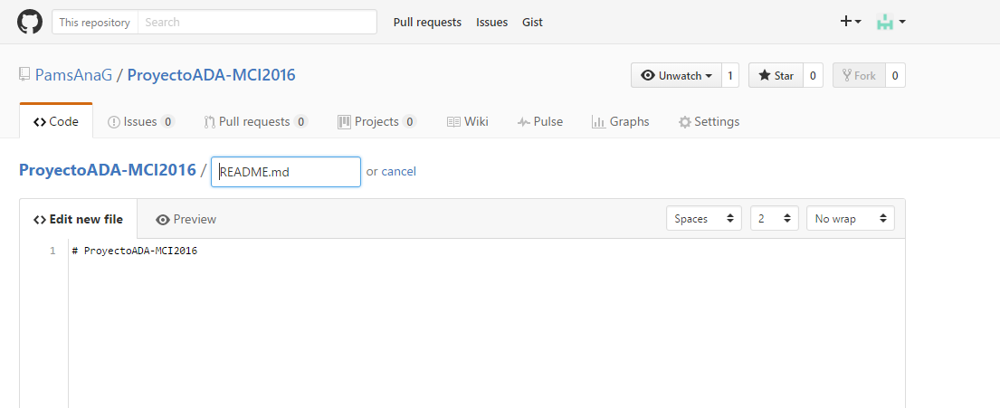 This repository Search Pull requests Issues Gist
PamsAnaG / ProyectoADA-MCI2016 Unwatch 1 Star 0 Fork 0
Code Issues 0 Pull requests 0 Projects 0 Wiki Pulse Graphs Settings
ProyectoADA-MCI2016 / README.md or cancel
Edit new file Preview Spaces 2 No wrap
1 # ProyectoADA-MCI2016